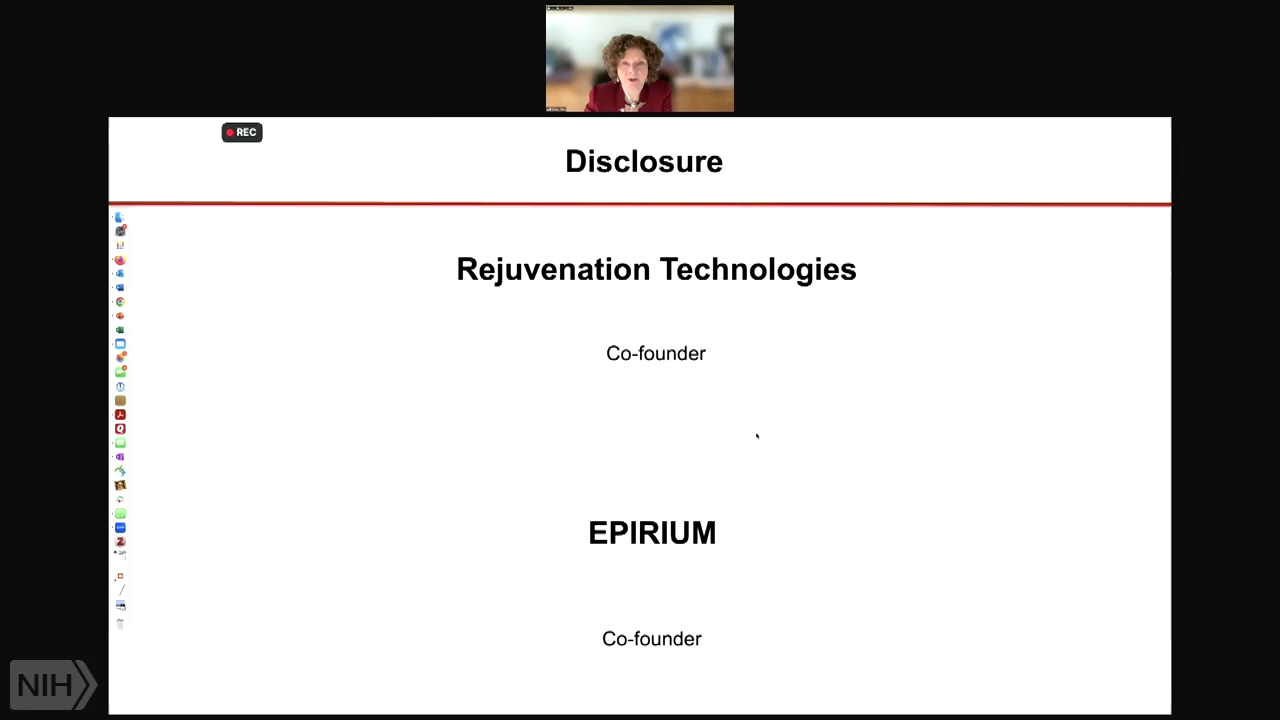 REC
Disclosure
Rejuvenation Technologies
Co-founder
EPIRIUM
Co-founder
NIH